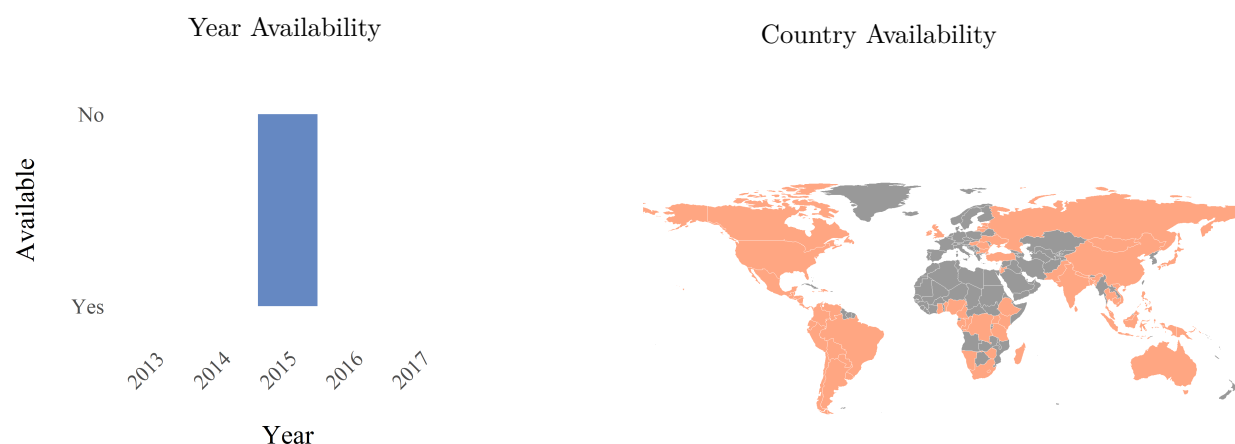 Year Availability
No
Available
Yes
2013
2014
2015
2016
2017
Year
Country Availability